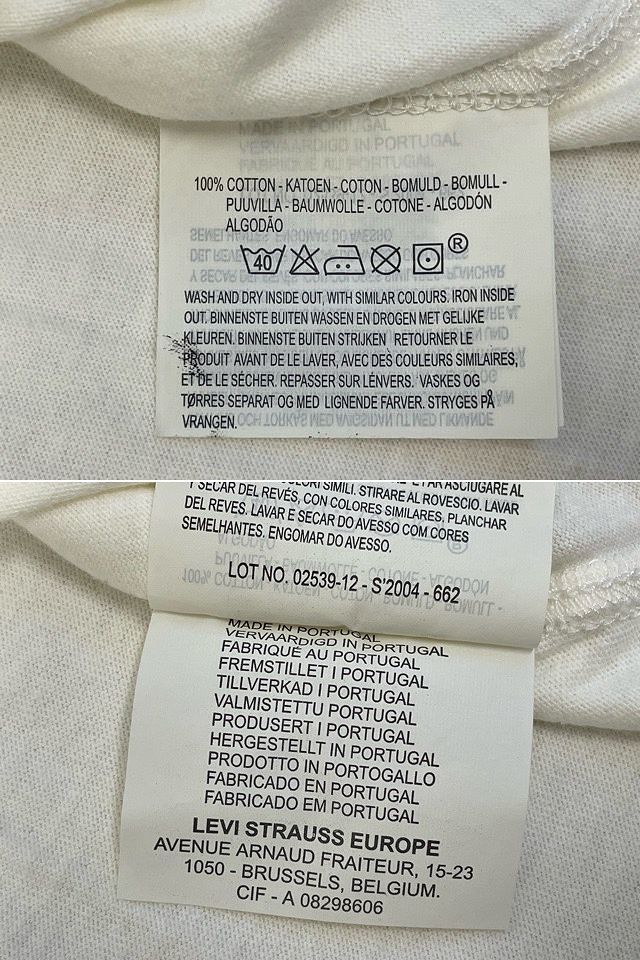 MADE IN PORTUGAL
VERVAARDIGD IN PORTUGAL
FABRIQUÉ AU PORTUGAL
100% COTTON - KATOEN - COTON - BOMULD - BOMULL -
PUUVILLA - BAUMWOLLE - COTONE - ALGODÓN
ALGODÃO
40
®
WASH AND DRY INSIDE OUT, WITH SIMILAR COLOURS. IRON INSIDE
OUT. BINNENSTE BUITEN WASSEN EN DROGEN MET GELIJKE
KLEUREN. BINNENSTE BUITEN STRIJKEN RETOURNER LE
PRODUIT AVANT DE LE LAVER, AVEC DES COULEURS SIMILAIRES,
ET DE LE SÉCHER. REPASSER SUR LÉNVERS. VASKES OG
TØRRES SEPARAT OG MED LIGNENDE FARVER. STRYGES PÅ
VRANGEN.
COLORI SIMILI. STIRARE AL ROVESCIO. LAVAR
Y SECAR DEL REVÉS, CON COLORES SIMILARES, PLANCHAR
DEL REVES. LAVAR E SECAR DO AVESSO COM CORES
SEMELHANTES. ENGOMAR DO AVESSO.
LOT NO. 02539-12 - S'2004 - 662
MADE IN PORTUGAL
VERVAARDIGD IN PORTUGAL
FABRIQUÉ AU PORTUGAL
FREMSTILLET I PORTUGAL
TILLVERKAD I PORTUGAL
VALMISTETTU PORTUGAL
PRODUSERT I PORTUGAL
HERGESTELLT IN PORTUGAL
PRODOTTO IN PORTOGALLO
FABRICADO EN PORTUGAL
FABRICADO EM PORTUGAL
LEVI STRAUSS EUROPE
AVENUE ARNAUD FRAITEUR, 15-23
1050 - BRUSSELS, BELGIUM.
CIF - A 08298606